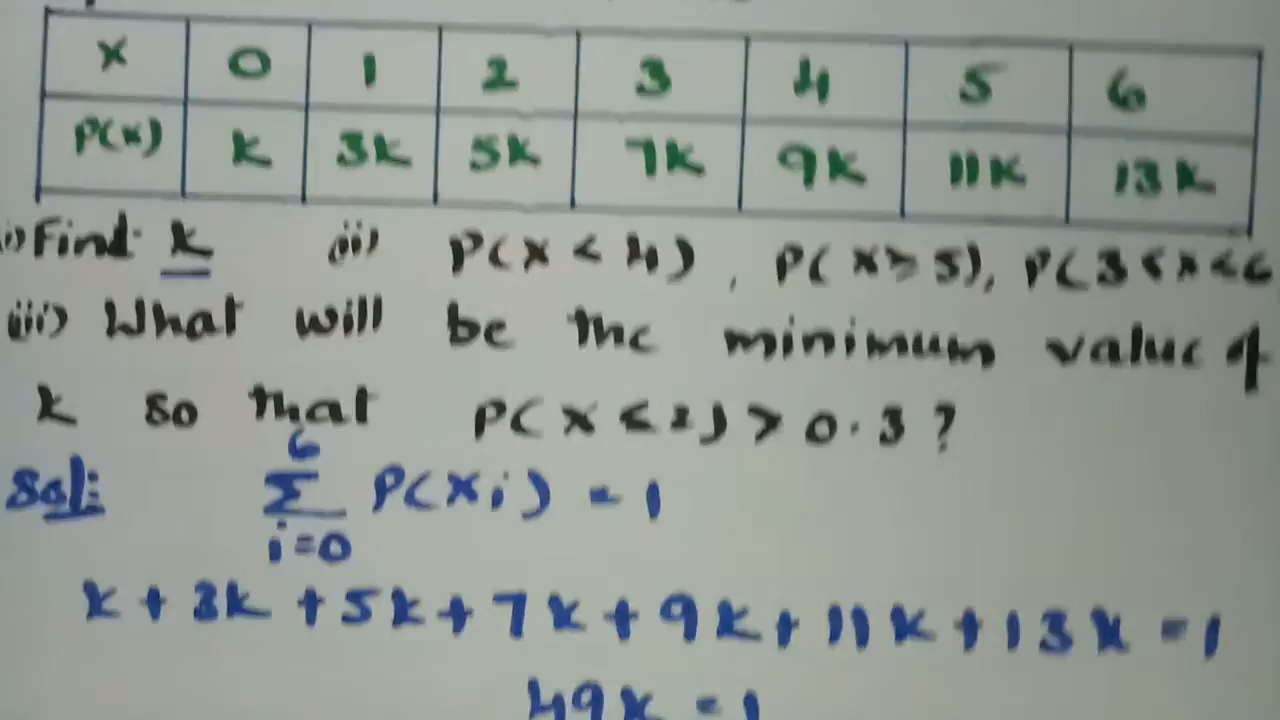 x 0 1 2 3 4 5 6
P(x) k 3k 5k 7k 9k 11k 13k
i) Find k ii) P(x < 4), P(x ≥ 5), P(3 < x < 6
iii) What will be the minimum value of
k so that P(x ≤ 2) > 0.3 ?
Sol: 6
Σ P(xi) = 1
i=0
k + 3k + 5k + 7k + 9k + 11k + 13k = 1
49k = 1